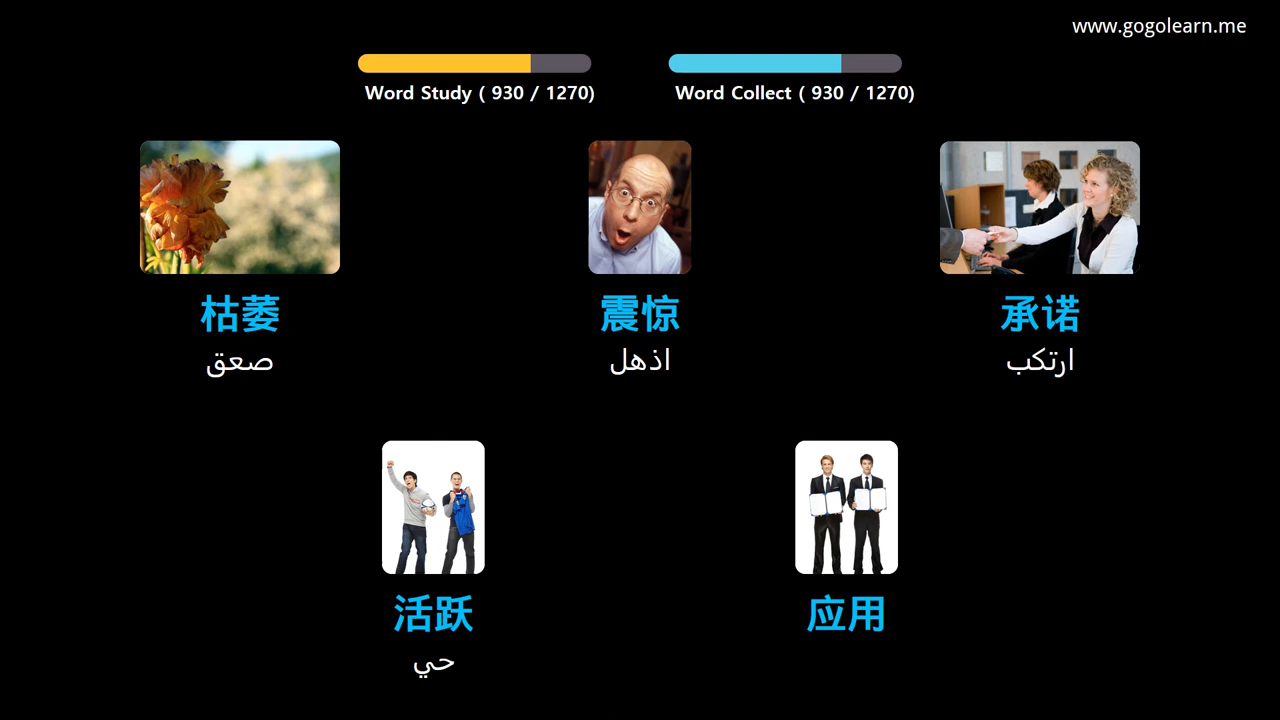 www.gogolearn.me
Word Study ( 930 / 1270)
Word Collect ( 930 / 1270)
枯萎
صعق
震惊
اذهل
承诺
ارتكب
活跃
حي
应用